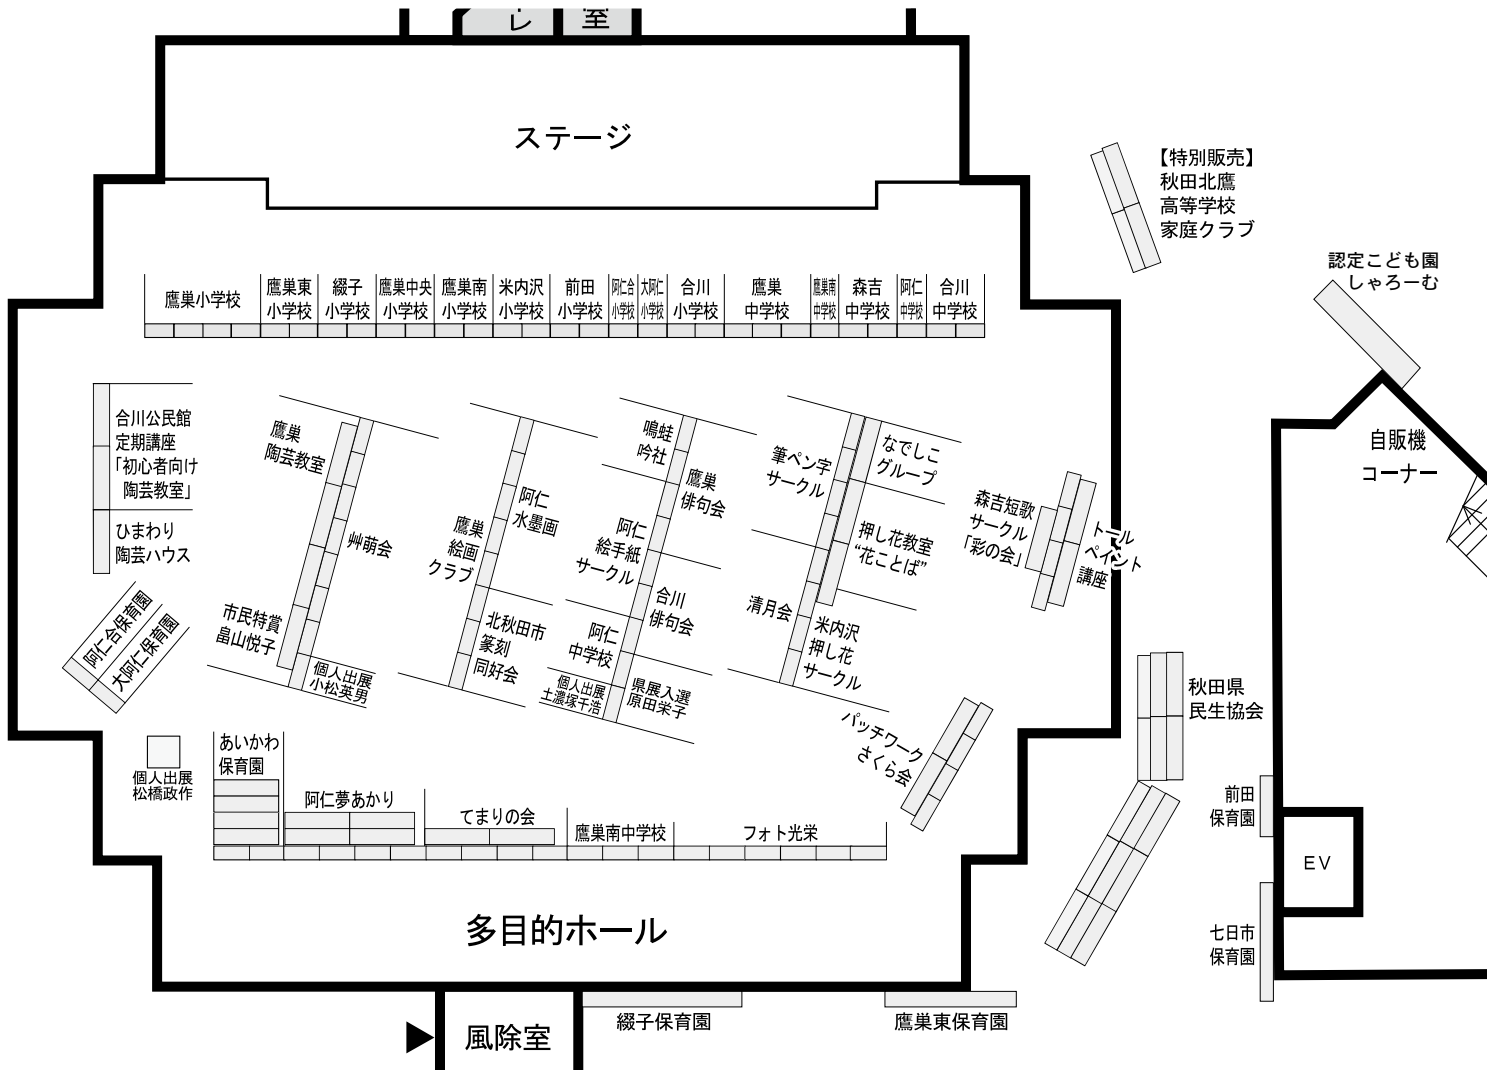 レ
室
ステージ
【特別販売】
秋田北鷹
高等学校
家庭クラブ
認定こども園
しゃろーむ
鷹巣小学校
鷹巣東
小学校
綴子
小学校
鷹巣中央
小学校
鷹巣南
小学校
米内沢
小学校
前田
小学校
阿仁合
小学校
大阿仁
小学校
合川
小学校
鷹巣
中学校
鷹巣南
中学校
森吉
中学校
阿仁
中学校
合川
中学校
合川公民館
定期講座
「初心者向け
陶芸教室」
ひまわり
陶芸ハウス
鷹巣
陶芸教室
艸萌会
市民特賞
畠山悦子
個人出展
小松英男
阿仁
水墨画
鷹巣
絵画
クラブ
北秋田市
篆刻
同好会
鳴蛙
吟社
鷹巣
俳句会
阿仁
絵手紙
サークル
合川
俳句会
阿仁
中学校
個人出展
土濃塚千浩
県展入選
原田栄子
筆ペン字
サークル
なでしこ
グループ
押し花教室
“花ことば”
清月会
米内沢
押し花
サークル
森吉短歌
サークル
「彩の会」
トール
ペイント
講座
自販機
コーナー
阿仁合保育園
大阿仁保育園
個人出展
松橋政作
あいかわ
保育園
阿仁夢あかり
てまりの会
鷹巣南中学校
フォト光栄
パッチワーク
さくら会
秋田県
民生協会
前田
保育園
EV
七日市
保育園
多目的ホール
風除室
綴子保育園
鷹巣東保育園